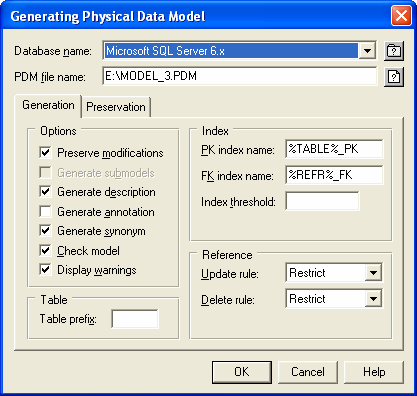 Generating Physical Data Model
Database name: Microsoft SQL Server 6.x
PDM file name: E:\MODEL_3.PDM
Generation Preservation
Options
Preserve modifications
Generate submodels
Generate description
Generate annotation
Generate synonym
Check model
Display warnings
Table
Table prefix:
Index
PK index name: %TABLE%_PK
FK index name: %REFR%_FK
Index threshold:
Reference
Update rule: Restrict
Delete rule: Restrict
OK Cancel Help